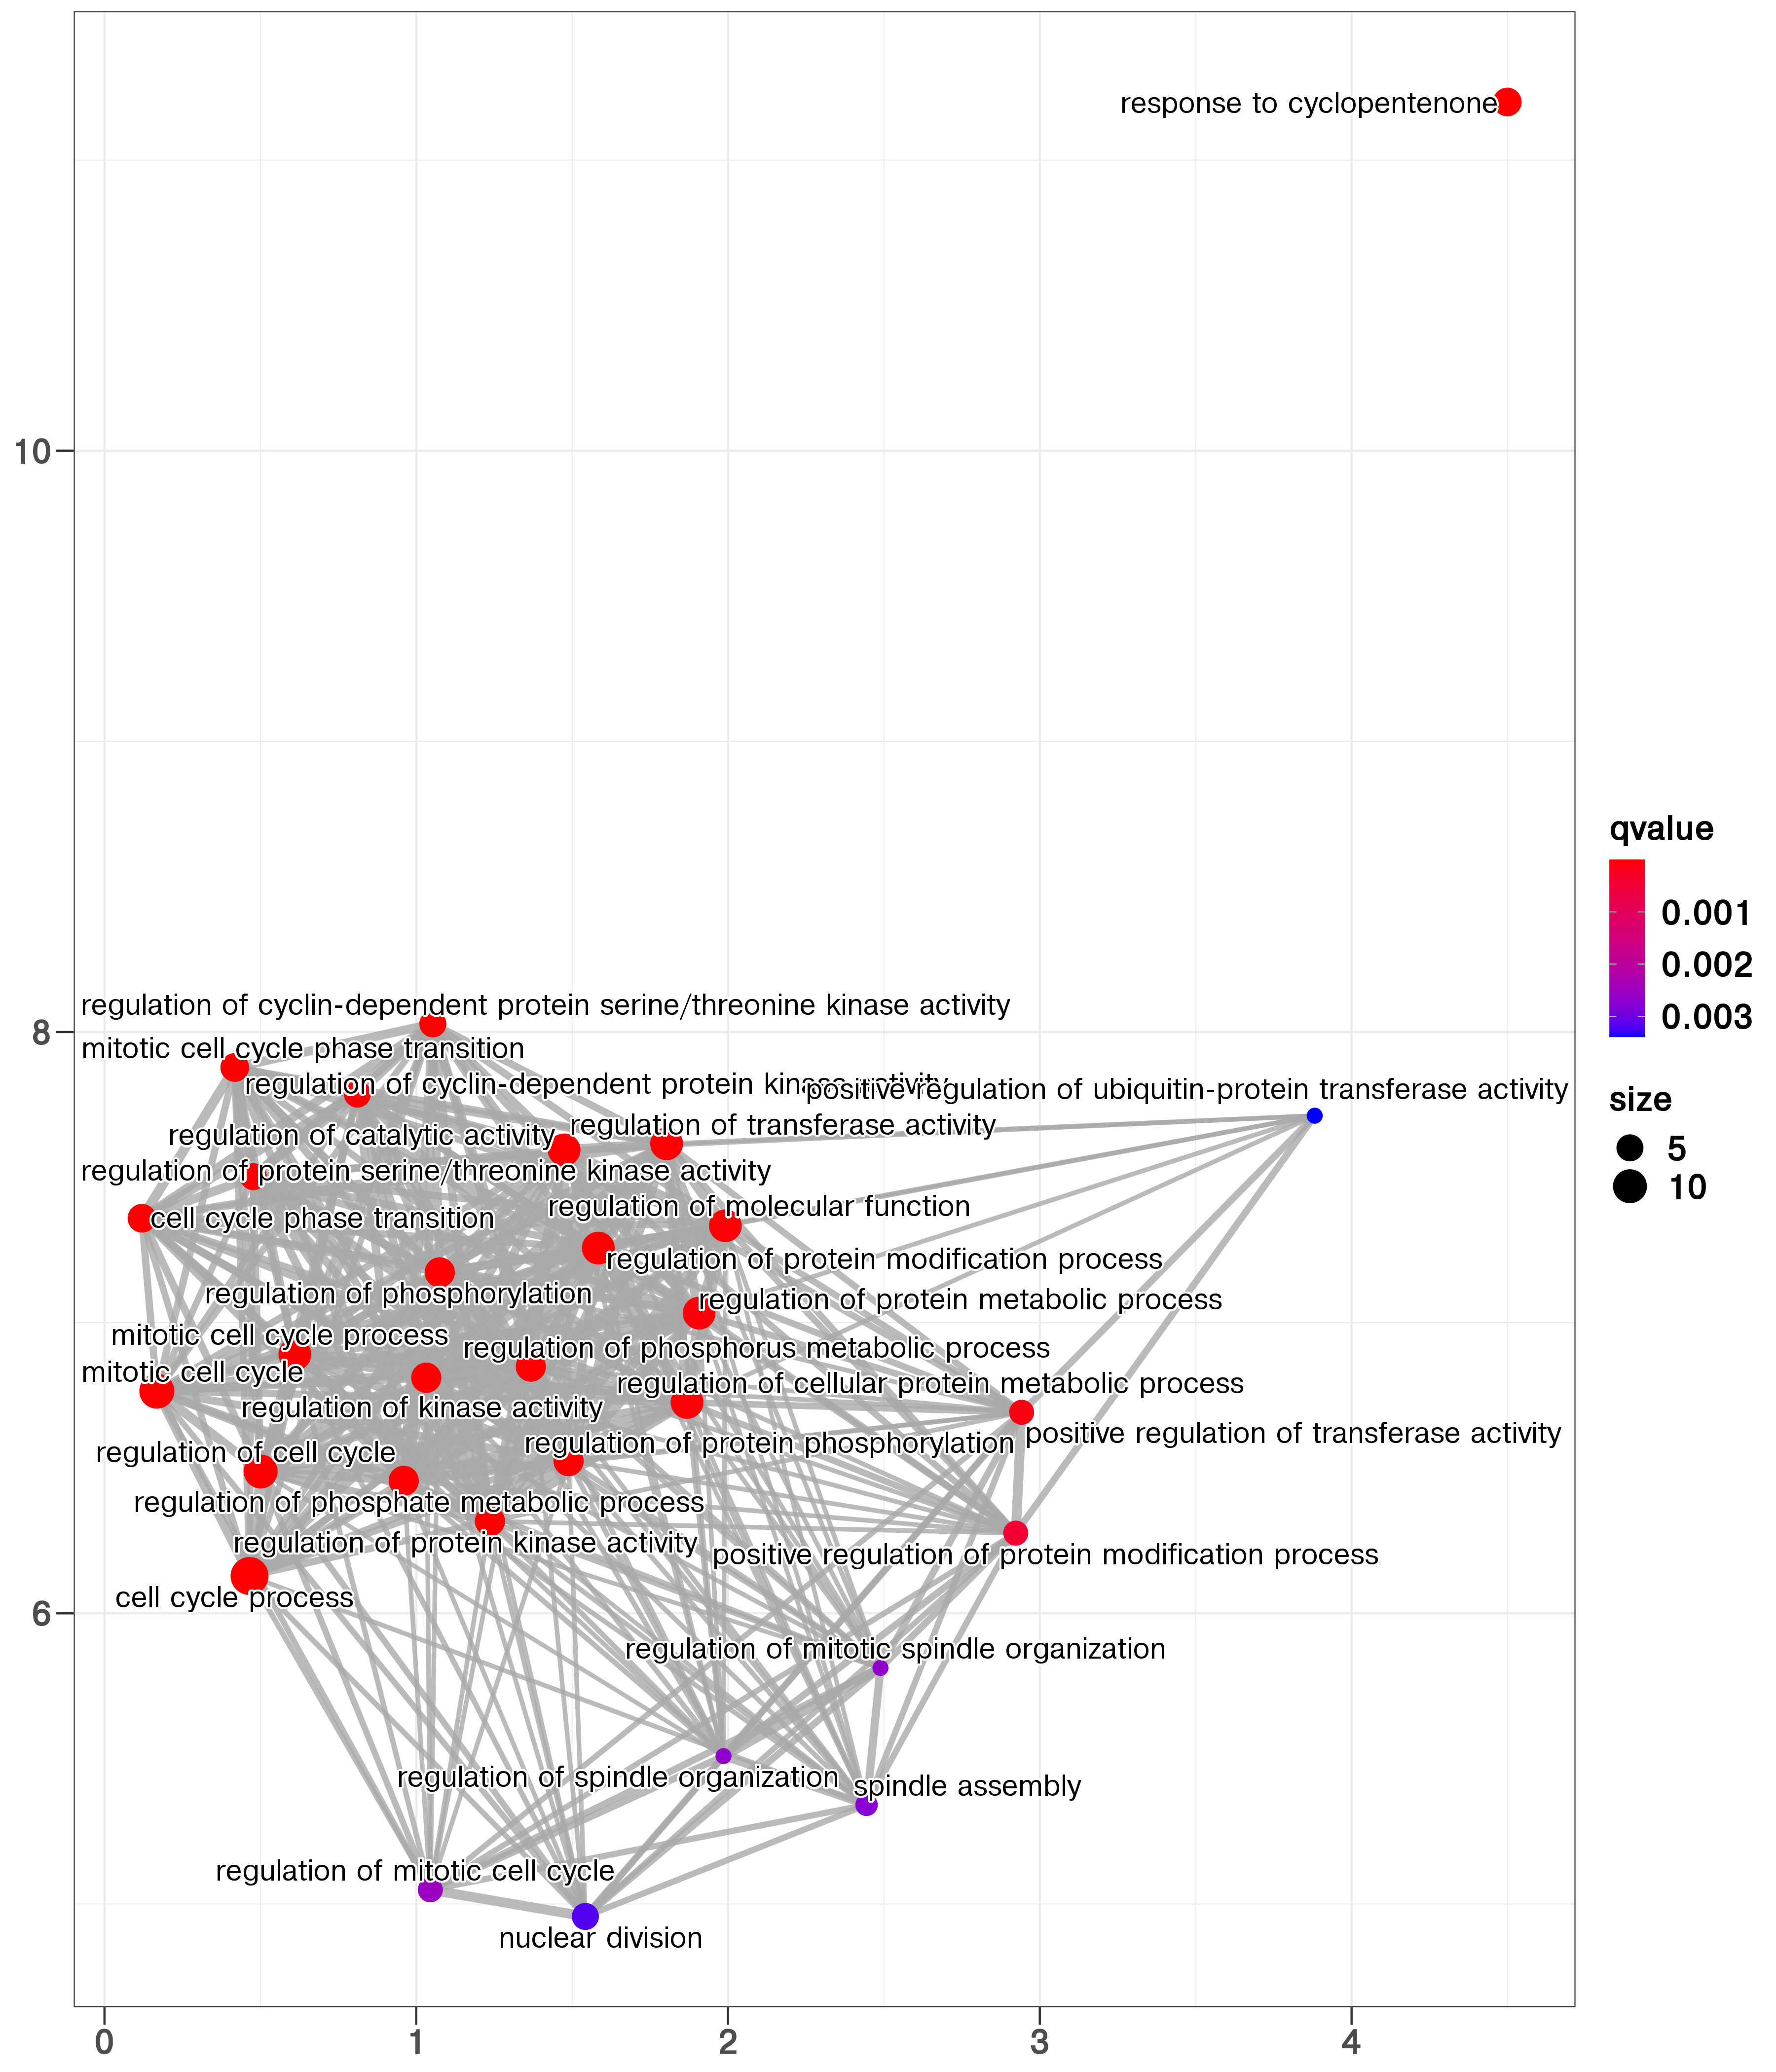 response to cyclopentenone
10
qvalue
0.001
0.002
0.003
regulation of cyclin-dependent protein serine/threonine kinase activity
8
mitotic cell cycle phase transition
regulation of cyclin-dependent protein kinase activity
positive regulation of ubiquitin-protein transferase activity
size
regulation of transferase activity
regulation of catalytic activity
5
regulation of protein serine/threonine kinase activity
10
regulation of molecular function
cell cycle phase transition
regulation of protein modification process
regulation of phosphorylation
regulation of protein metabolic process
mitotic cell cycle process
regulation of phosphorus metabolic process
mitotic cell cycle
regulation of cellular protein metabolic process
regulation of kinase activity
positive regulation of transferase activity
regulation of protein phosphorylation
regulation of cell cycle
regulation of phosphate metabolic process
regulation of protein kinase activity
positive regulation of protein modification process
cell cycle process
6
regulation of mitotic spindle organization
regulation of spindle organization
spindle assembly
regulation of mitotic cell cycle
nuclear division
0
1
2
3
4